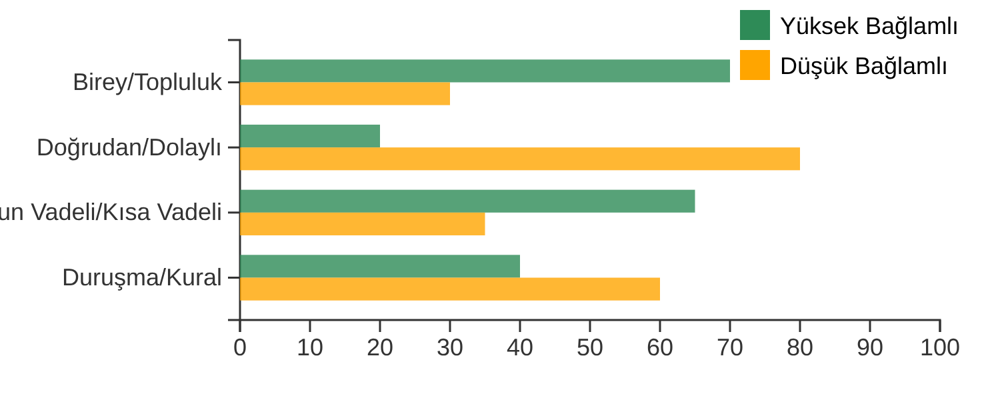 Yüksek Bağlamlı
Düşük Bağlamlı
Birey/Topluluk
Doğrudan/Dolaylı
un Vadeli/Kısa Vadeli
Duruşma/Kural
0 10 20 30 40 50 60 70 80 90 100